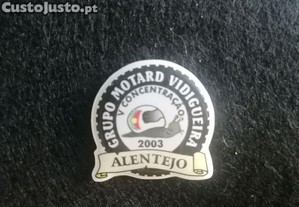 CustoJusto.pt
GRUPO MOTARD VIDIGUEIRA
V CONCENTRAÇÃO
2003
ALENTEJO